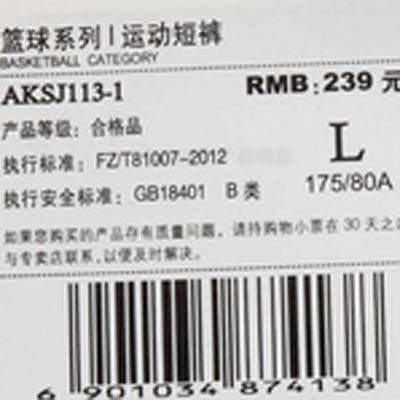 篮球系列 | 运动短裤
BASKETBALL CATEGORY
AKSJ113-1 RMB: 239 元
产品等级: 合格品
执行标准: FZ/T81007-2012 L
执行安全标准: GB18401 B 类 175/80A
如果您购买的产品存有质量问题, 请持购物小票在 30 天之
与专卖店联系, 以便及时解决。
6 901034 874138